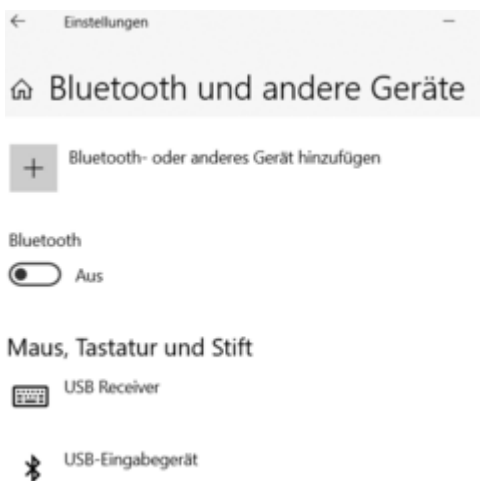 Einstellungen
Bluetooth und andere Geräte
Bluetooth- oder anderes Gerät hinzufügen
Bluetooth
Aus
Maus, Tastatur und Stift
USB Receiver
USB-Eingabegerät